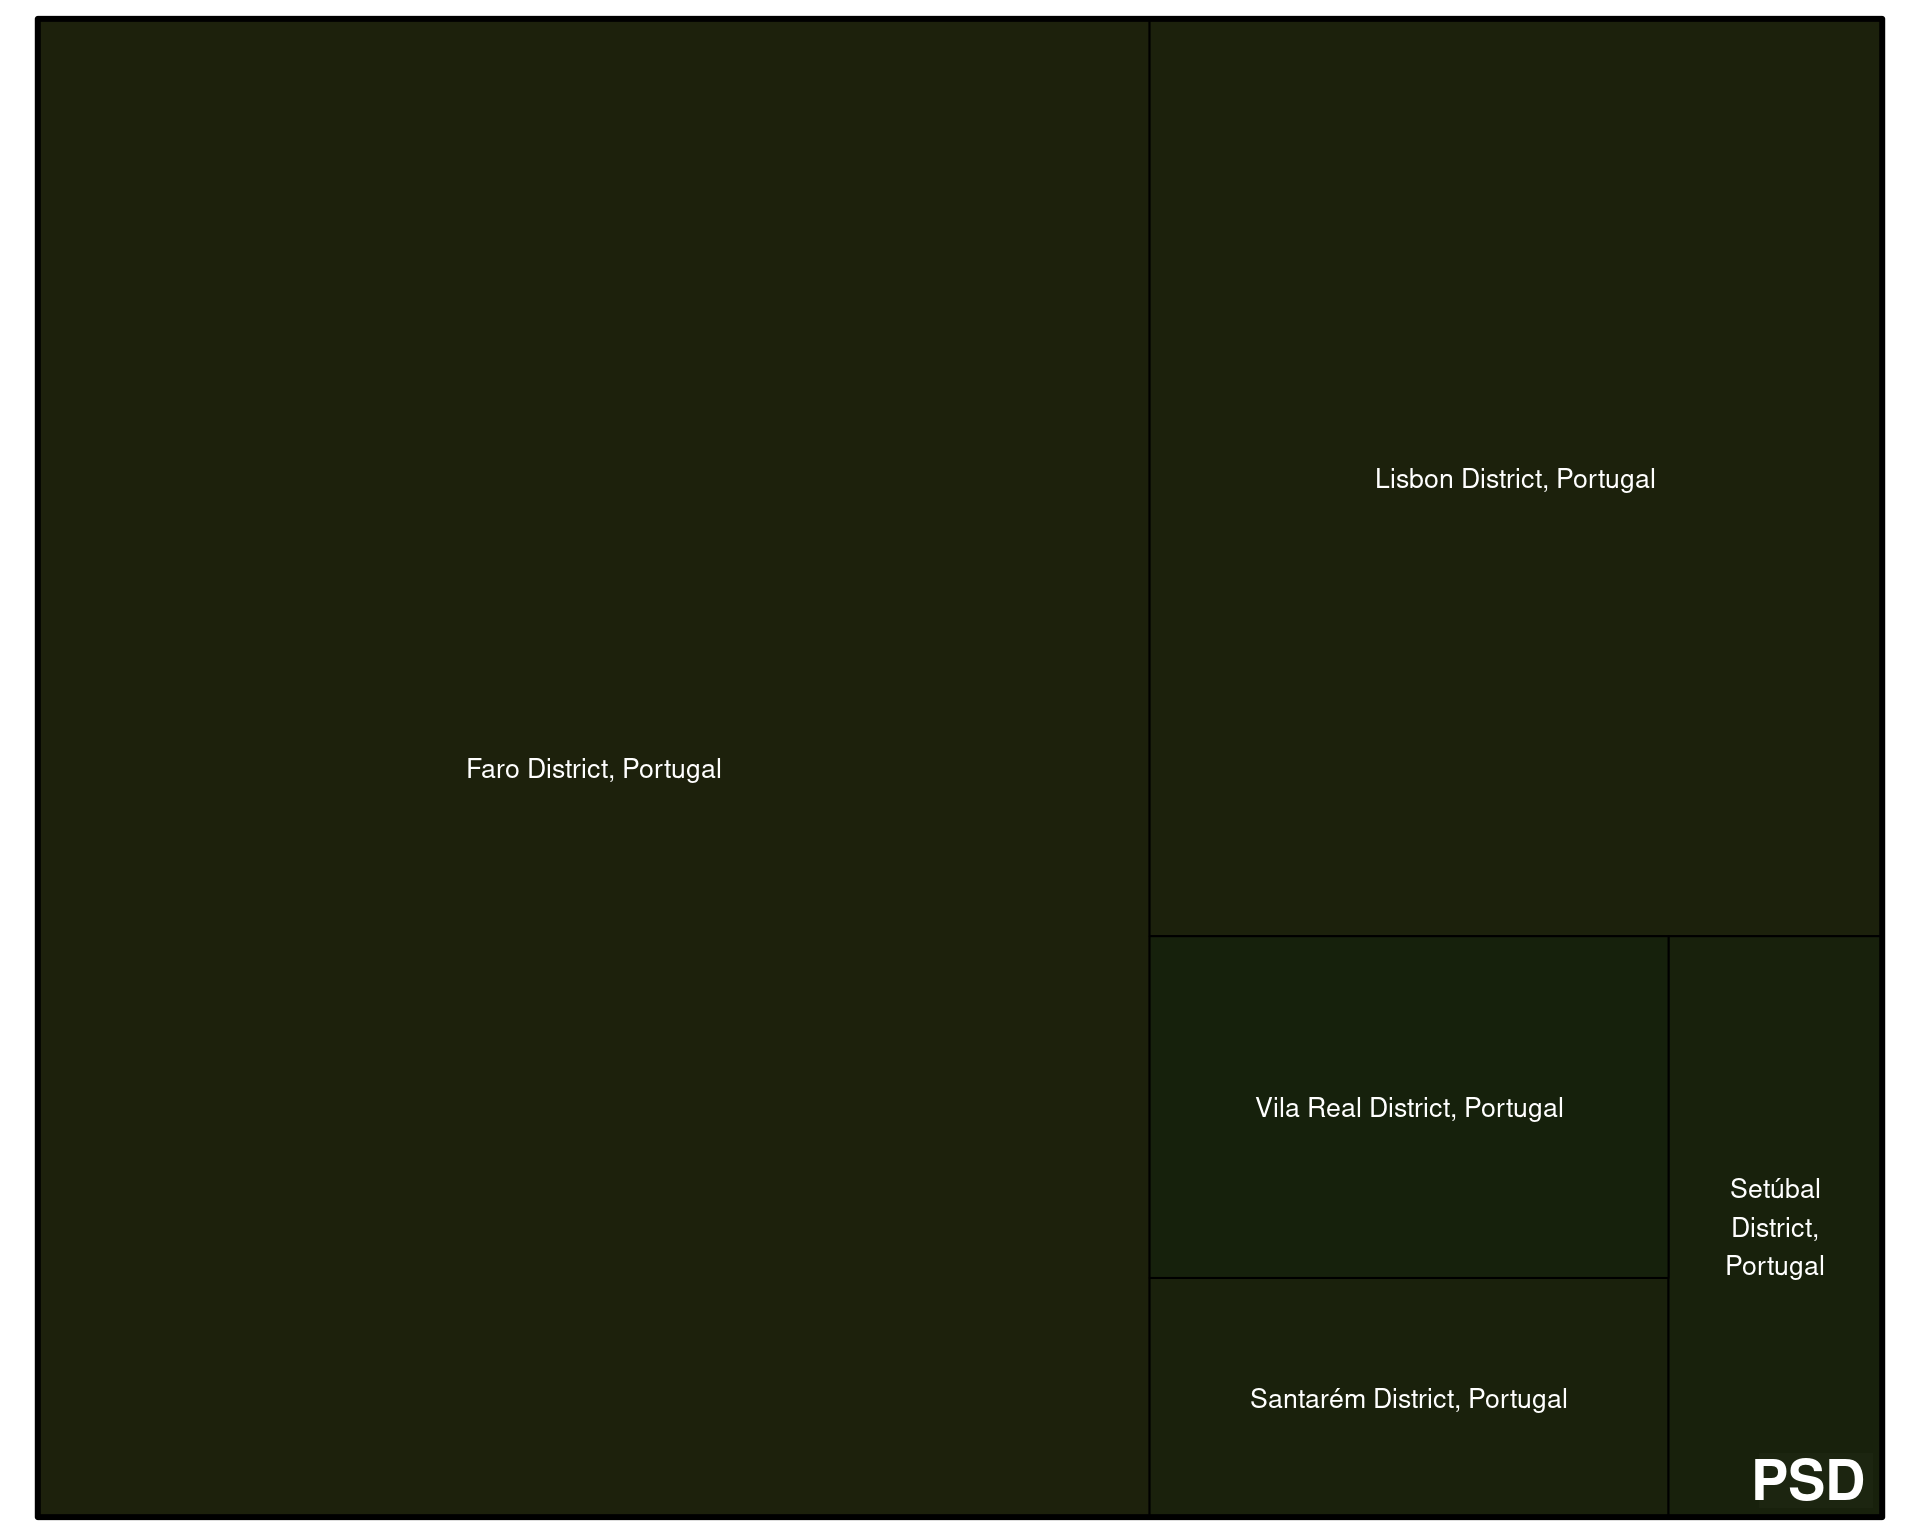 Faro District, Portugal
Lisbon District, Portugal
Vila Real District, Portugal
Santarém District, Portugal
Setúbal
District,
Portugal
PSD